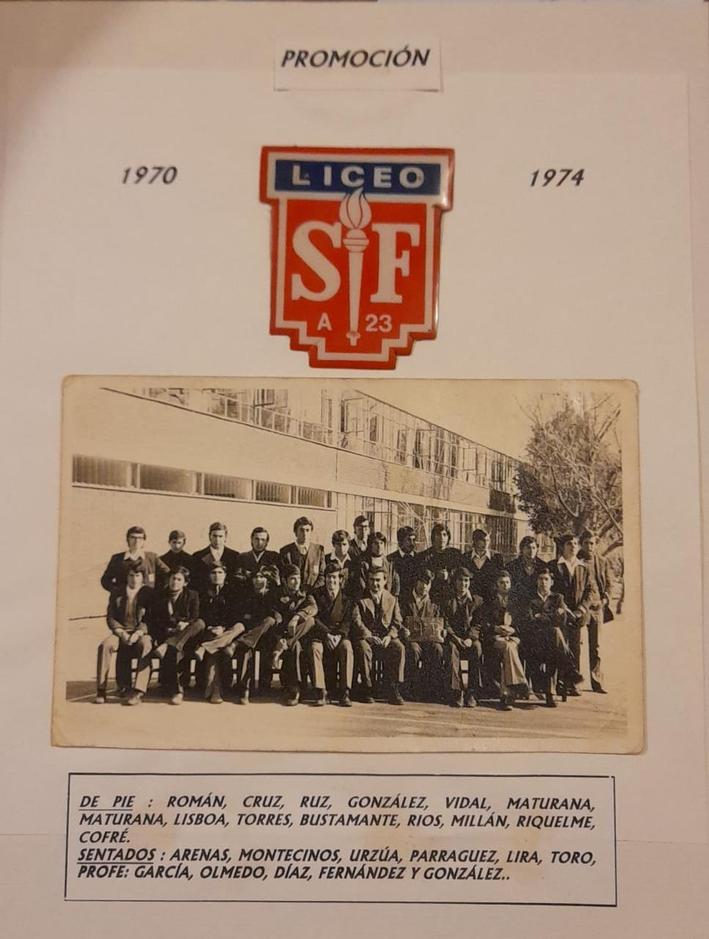 PROMOCIÓN
1970
1974
LICEO
S F
A 23
DE PIE : ROMÁN, CRUZ, RUZ, GONZÁLEZ, VIDAL, MATURANA,
MATURANA, LISBOA, TORRES, BUSTAMANTE, RIOS, MILLÁN, RIQUELME,
COFRÉ.
SENTADOS : ARENAS, MONTECINOS, URZÚA, PARRAGUEZ, LIRA, TORO,
PROFE: GARCÍA, OLMEDO, DÍAZ, FERNÁNDEZ Y GONZÁLEZ..